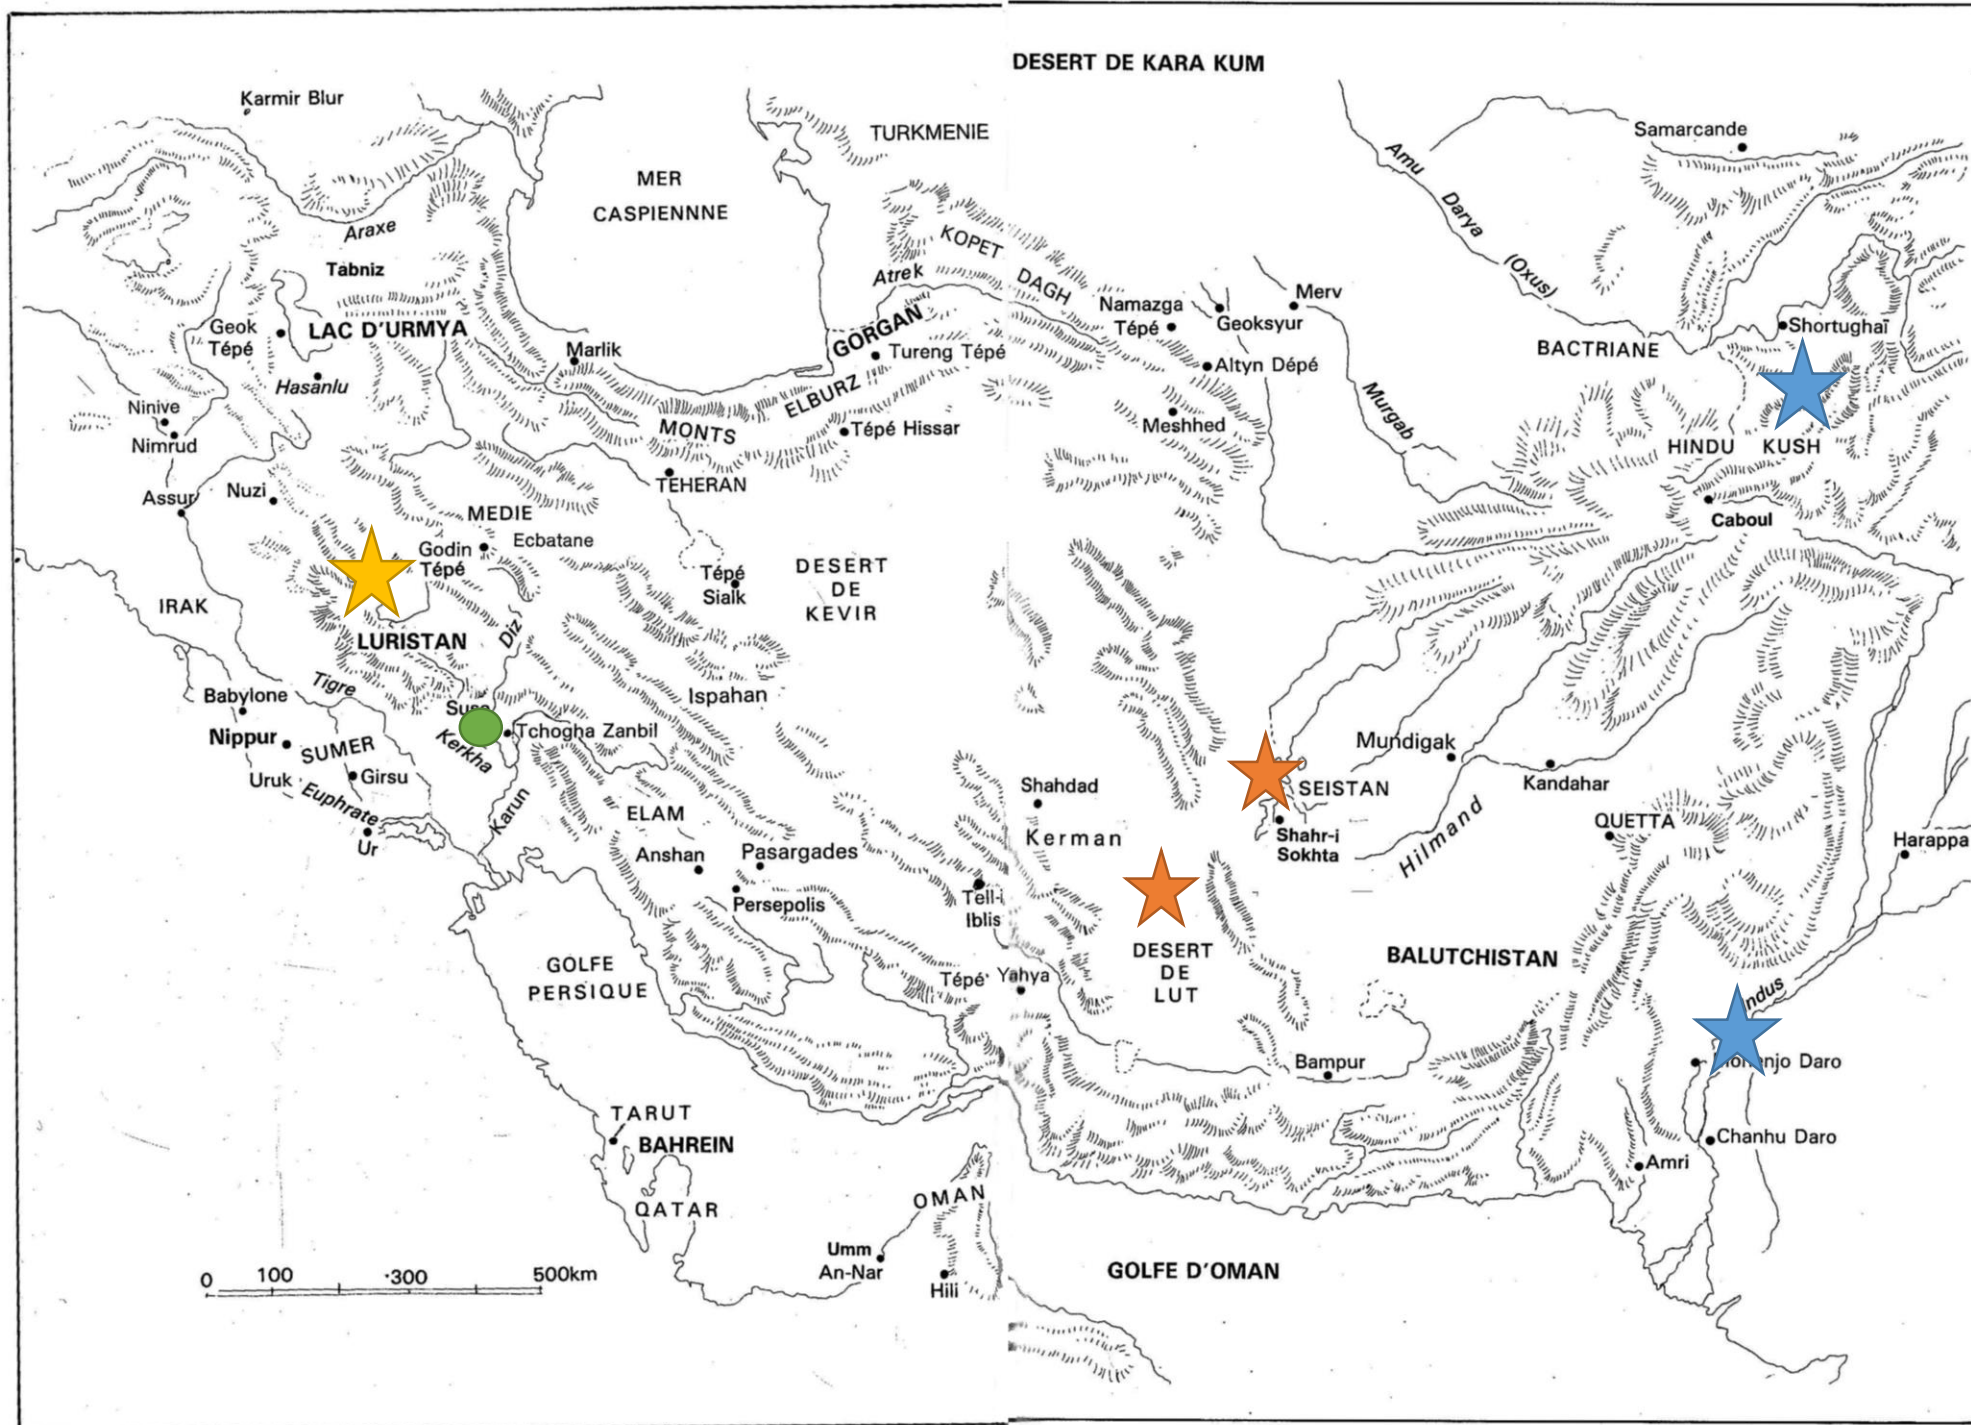 DESERT DE KARA KUM
Karmir Blur
TURKMENIE
Samarcande
MER
CASPIENNNE
Amu
Darya
(Oxus)
Araxe
KOPET
DAGH
Tabniz
Atrek
Namazga
Tépé
Geoksyur
Merv
Geok
Tépé
LAC D'URMYA
GORGAN
Shortughaï
Marlik
Tureng Tépé
BACTRIANE
Altyn Dépé
Hasanlu
ELBURZ
Murgab
Ninive
Nimrud
MONTS
Tépé Hissar
Meshhed
HINDU KUSH
TEHERAN
Assur
Nuzi
MEDIE
Caboul
Godin
Tépé
Ecbatane
Tépé
Sialk
DESERT
DE
KEVIR
IRAK
LURISTAN
Diz
Tigre
Babylone
Ispahan
Nippur
SUMER
Kerkha
Tchogha Zanbil
Mundigak
Uruk
Girsu
Kandahar
Euphrate
Shahdad
SEISTAN
Karun
ELAM
Kerman
Shahr-i
Sokhta
Hilmand
QUETTA
Harappa
Ur
Anshan
Pasargades
Persepolis
Tell-i
Iblis
GOLFE
PERSIQUE
DESERT
DE
LUT
BALUTCHISTAN
Tépé Yahya
ndus
Bampur
njo Daro
TARUT
BAHREIN
Chanhu Daro
Amri
QATAR
OMAN
Umm
An-Nar
Hili
GOLFE D'OMAN
0 100 300 500km